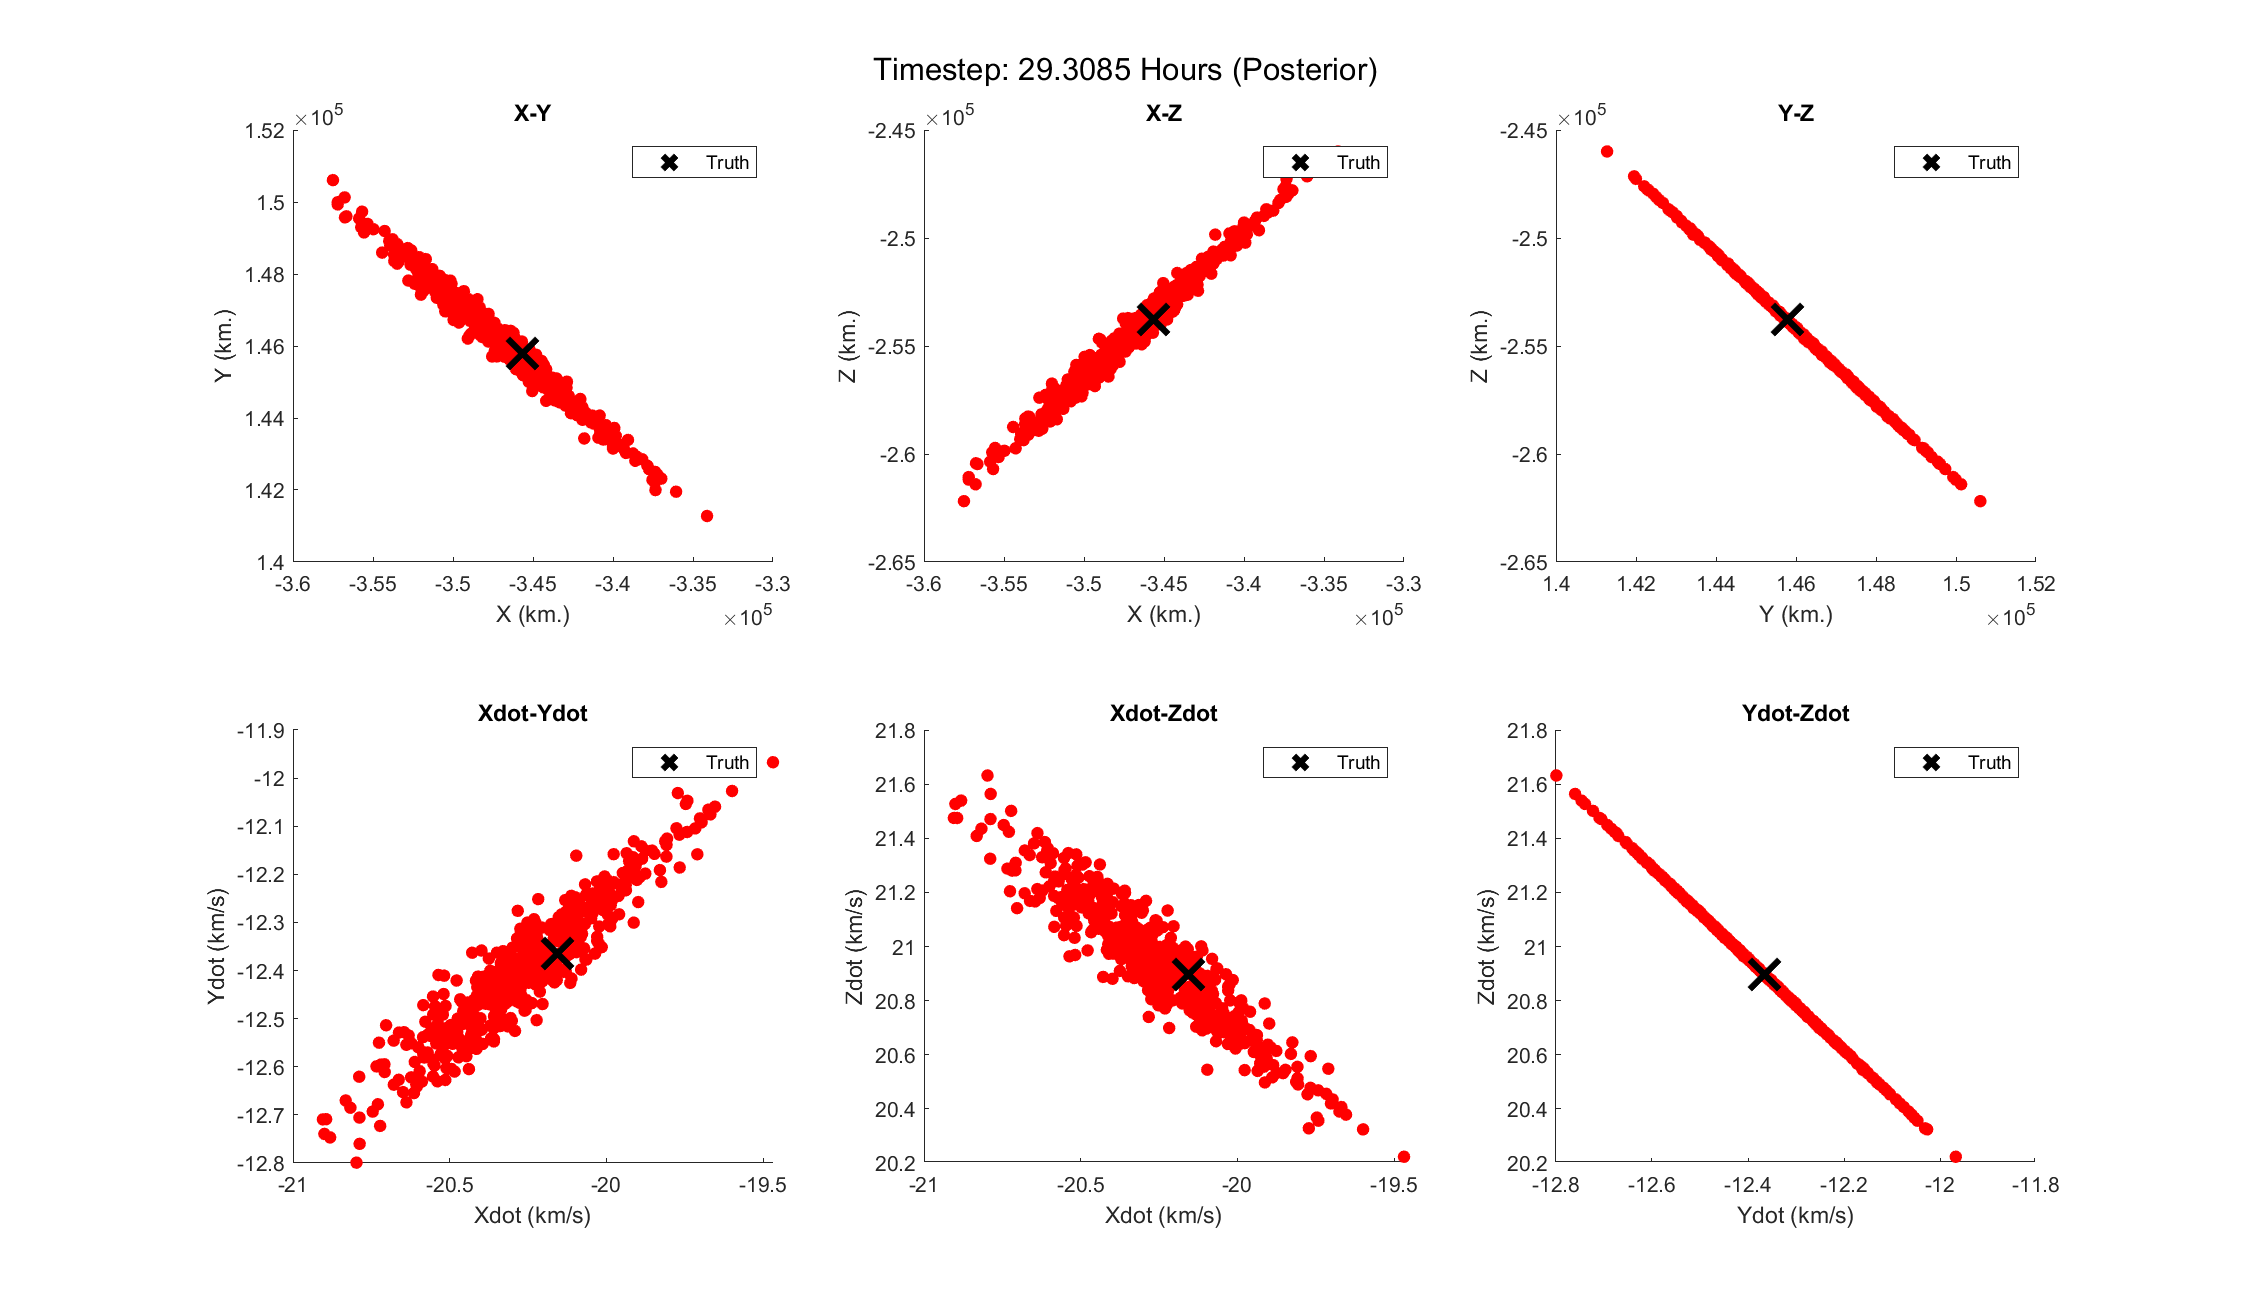 Timestep: 29.3085 Hours (Posterior)
X-Y
×10^5
1.52
1.5
1.48
1.46
1.44
1.42
1.4
Y (km.)
Truth
-3.6 -3.55 -3.5 -3.45 -3.4 -3.35 -3.3
X (km.)
×10^5
X-Z
×10^5
-2.45
-2.5
-2.55
-2.6
-2.65
Z (km.)
Truth
-3.6 -3.55 -3.5 -3.45 -3.4 -3.35 -3.3
X (km.)
×10^5
Y-Z
×10^5
-2.45
-2.5
-2.55
-2.6
-2.65
Z (km.)
Truth
1.4 1.42 1.44 1.46 1.48 1.5 1.52
Y (km.)
×10^5
Xdot-Ydot
-11.9
-12
-12.1
-12.2
-12.3
-12.4
-12.5
-12.6
-12.7
-12.8
Ydot (km/s)
Truth
-21 -20.5 -20 -19.5
Xdot (km/s)
Xdot-Zdot
21.8
21.6
21.4
21.2
21
20.8
20.6
20.4
20.2
Zdot (km/s)
Truth
-21 -20.5 -20 -19.5
Xdot (km/s)
Ydot-Zdot
21.8
21.6
21.4
21.2
21
20.8
20.6
20.4
20.2
Zdot (km/s)
Truth
-12.8 -12.6 -12.4 -12.2 -12 -11.8
Ydot (km/s)